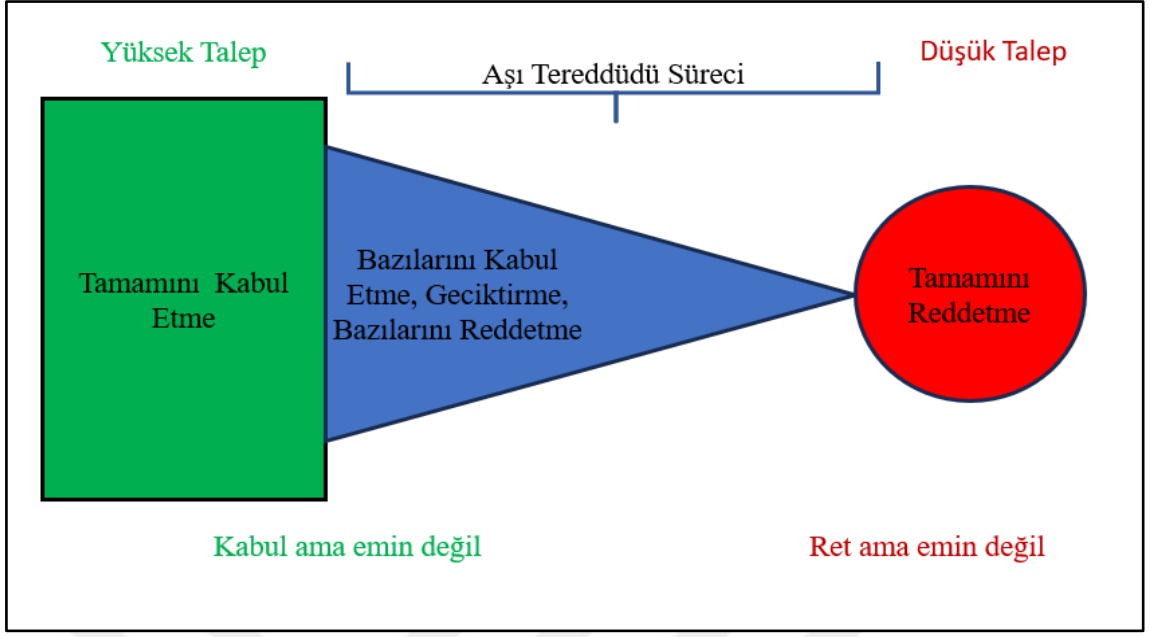 Yüksek Talep
Aşı Tereddüdü Süreci
Düşük Talep
Tamamını Kabul
Etme
Bazılarını Kabul
Etme, Geciktirme,
Bazılarını Reddetme
Tamamını
Reddetme
Kabul ama emin değil
Ret ama emin değil